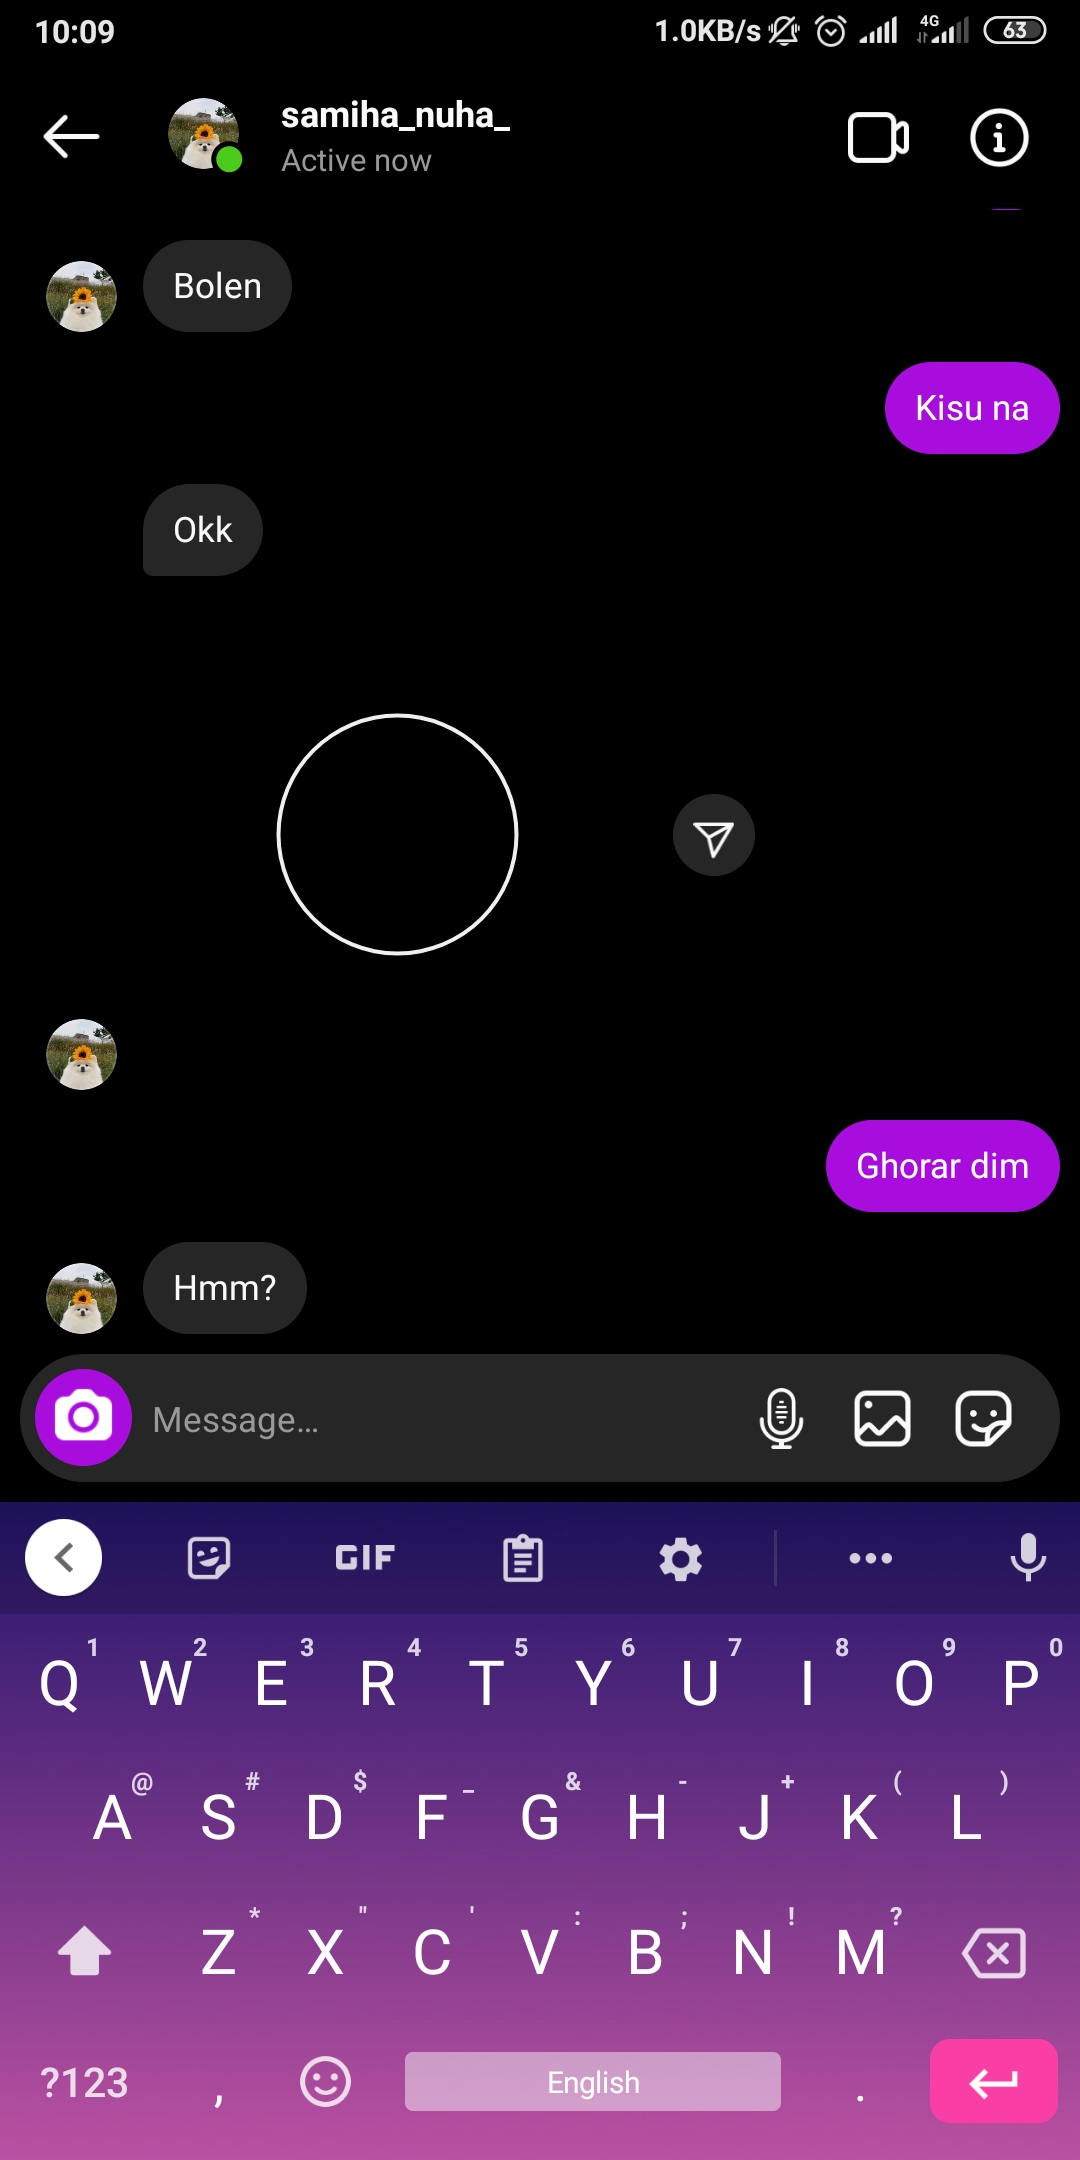 10:09 1.0KB/s 4G 63
samiha_nuha_
Active now
Bolen
Kisu na
Okk
Ghorar dim
Hmm?
Message...
GIF
1 2 3 4 5 6 7 8 9 0
Q W E R T Y U I O P
@ # $ _ & - + ( )
A S D F G H J K L
* " ' : ; ! ?
Z X C V B N M
?123 , English .